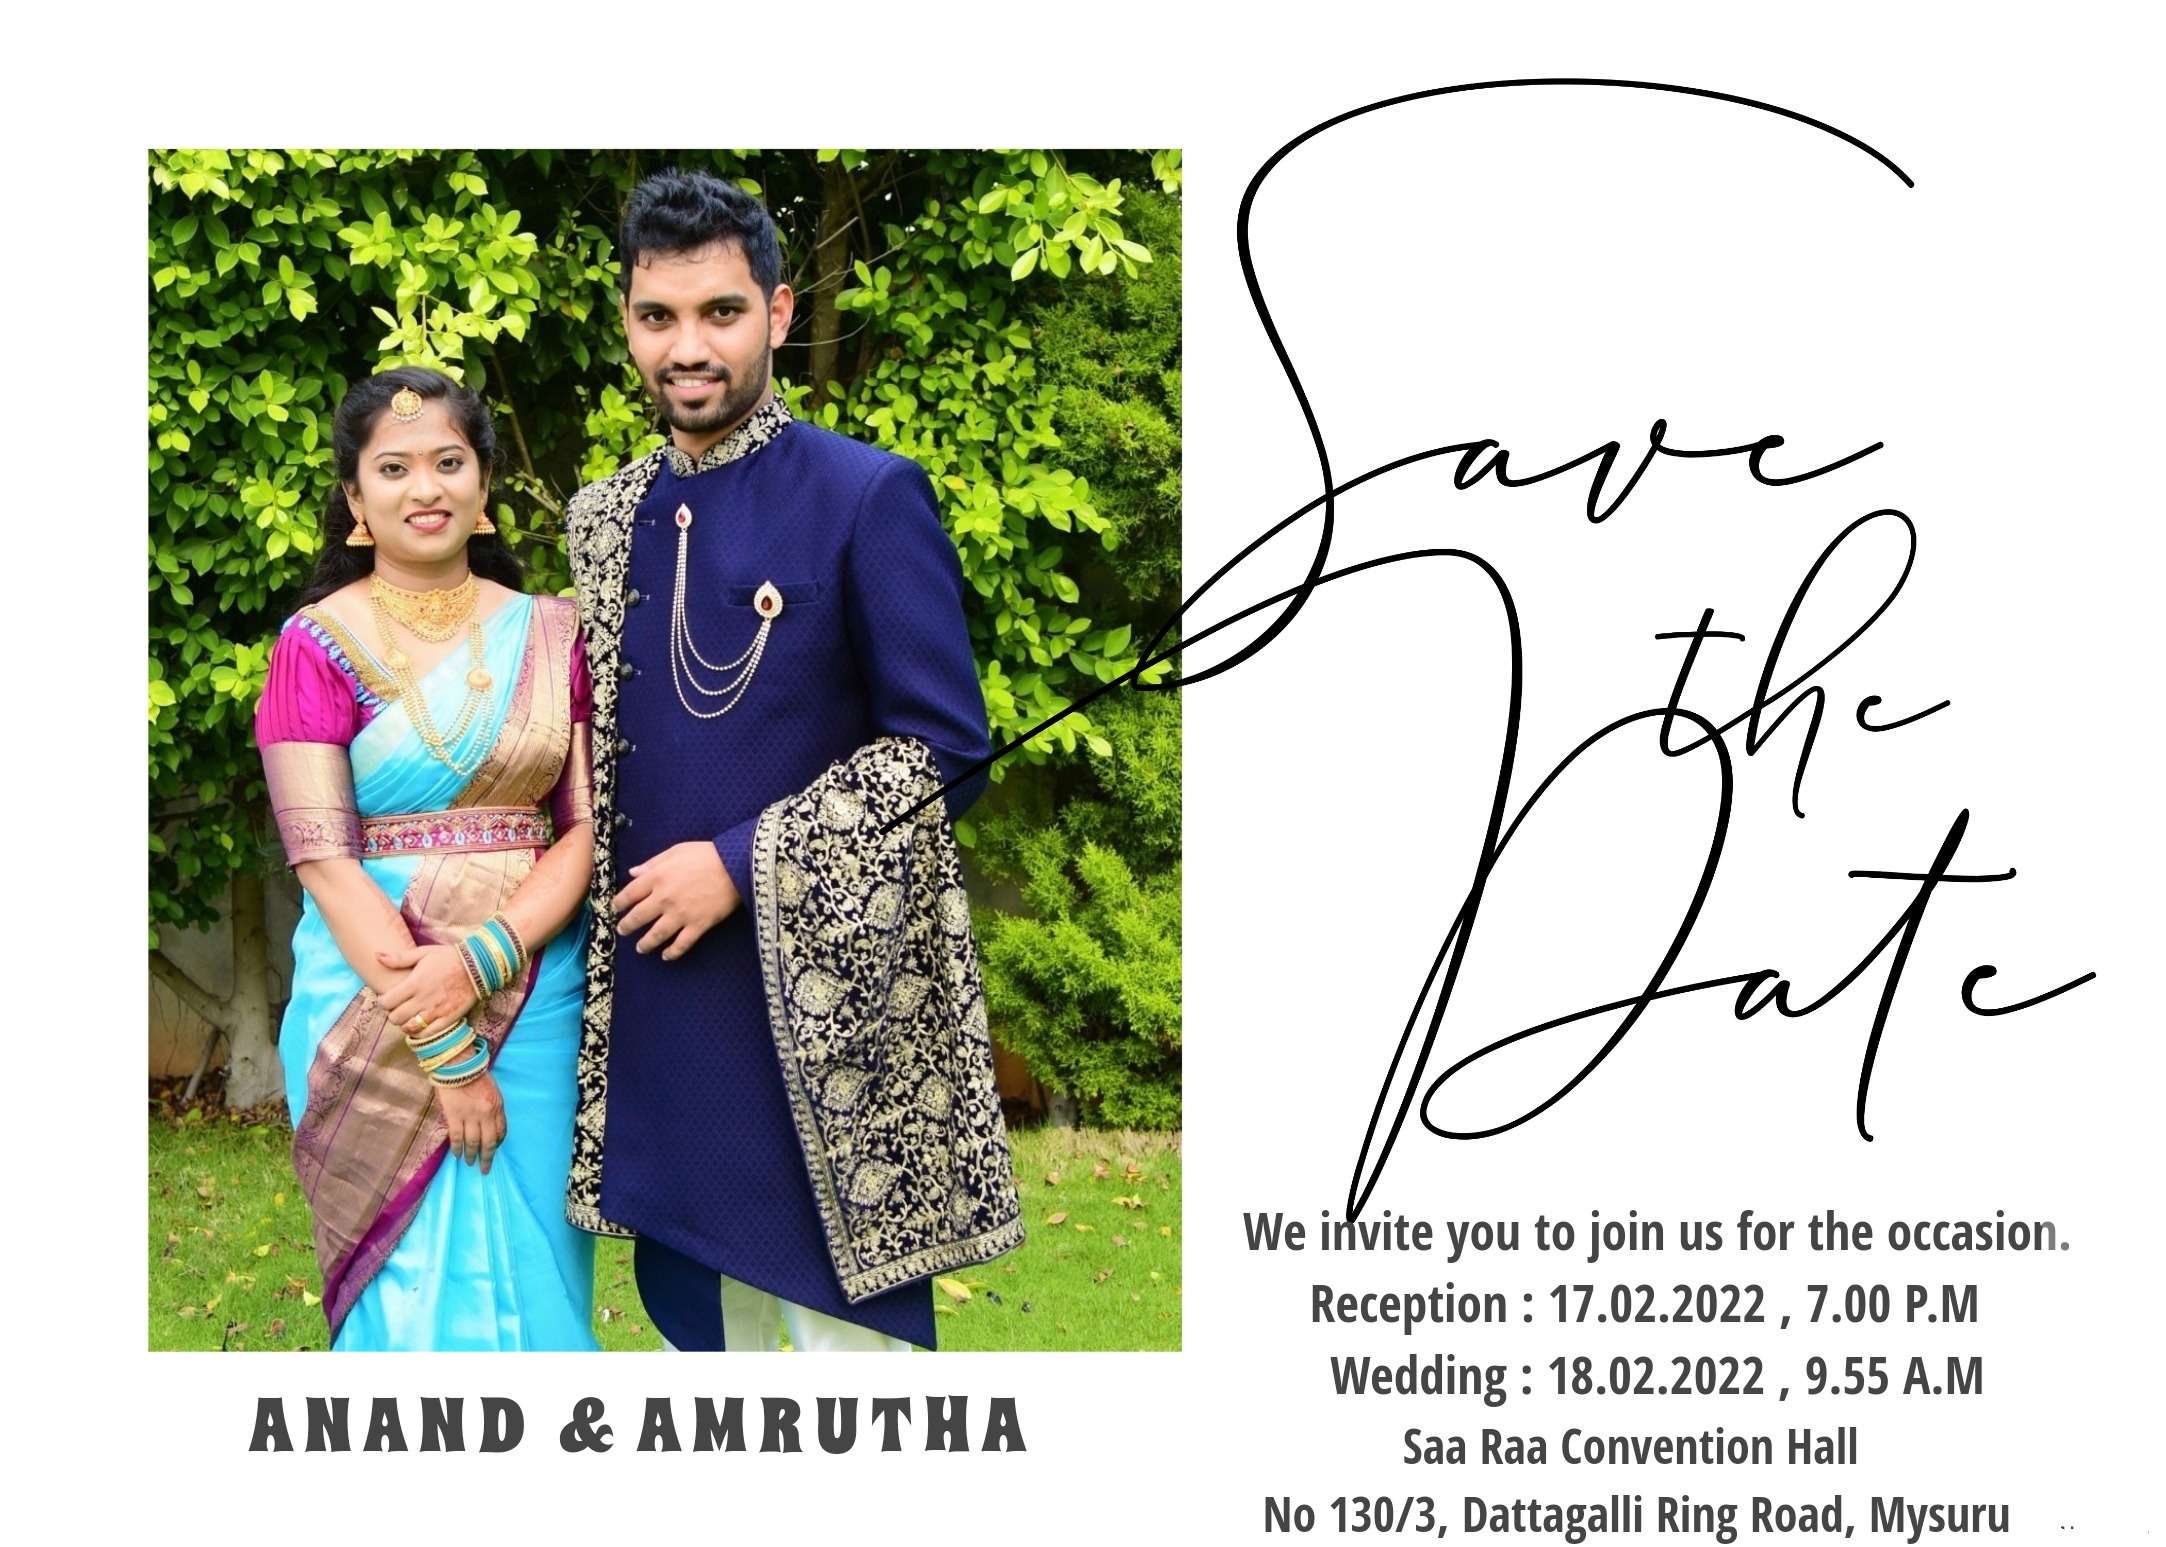 Save
the
Date
We invite you to join us for the occasion.
Reception : 17.02.2022 , 7.00 P.M
Wedding : 18.02.2022 , 9.55 A.M
Saa Raa Convention Hall
No 130/3, Dattagalli Ring Road, Mysuru
ANAND & AMRUTHA